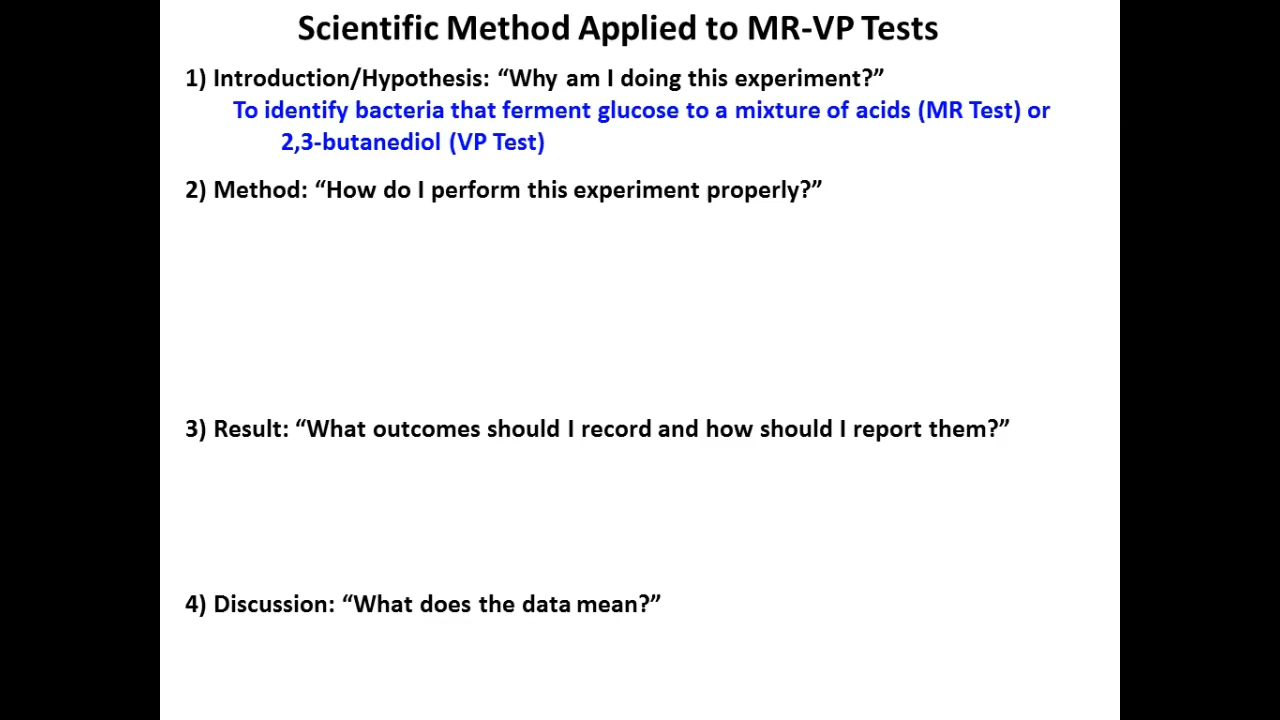 Scientific Method Applied to MR-VP Tests
1) Introduction/Hypothesis: “Why am I doing this experiment?”
To identify bacteria that ferment glucose to a mixture of acids (MR Test) or
2,3-butanediol (VP Test)
2) Method: “How do I perform this experiment properly?”
3) Result: “What outcomes should I record and how should I report them?”
4) Discussion: “What does the data mean?”